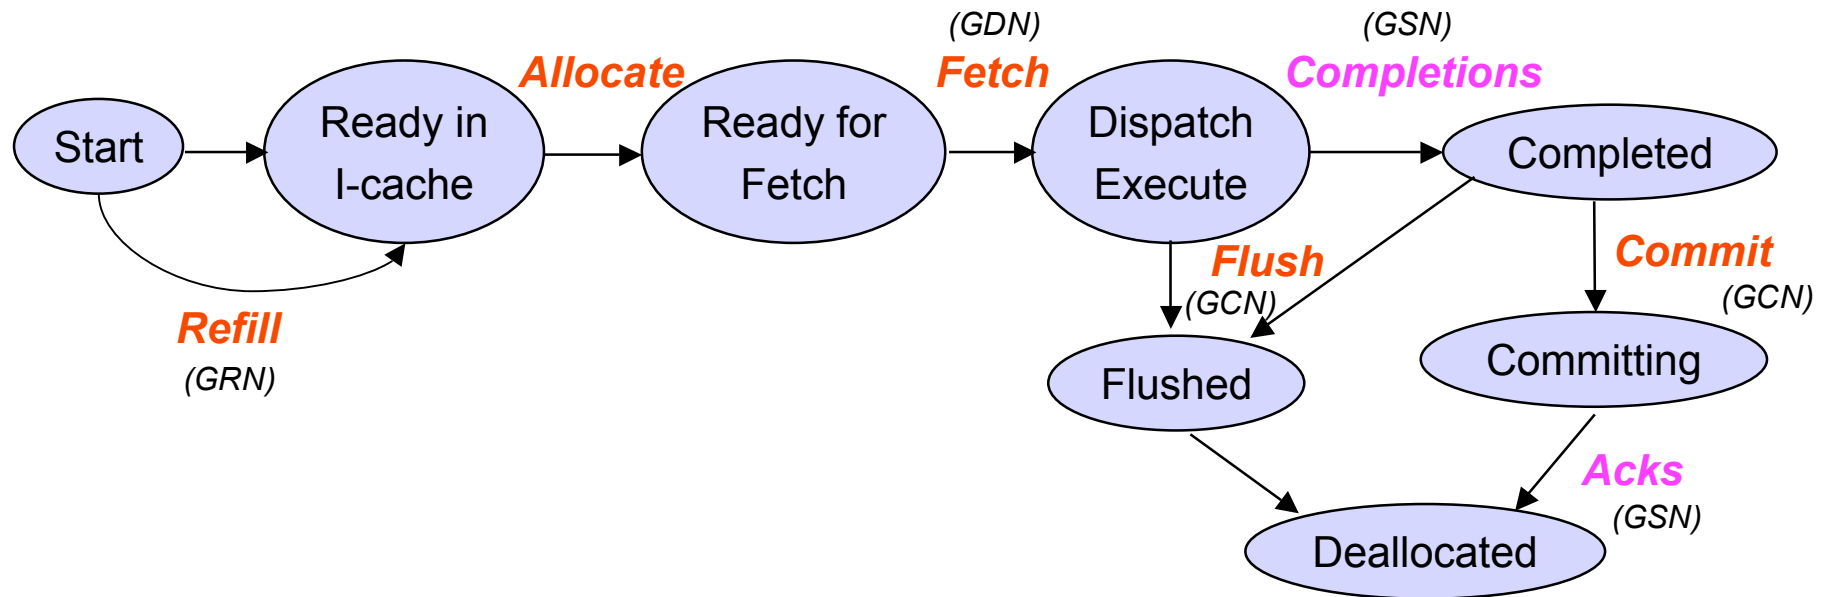 (GDN)
(GSN)
Allocate
Fetch
Completions
Start
Ready in
I-cache
Ready for
Fetch
Dispatch
Execute
Completed
Refill
(GRN)
Flush
(GCN)
Commit
(GCN)
Flushed
Committing
Acks
(GSN)
Deallocated